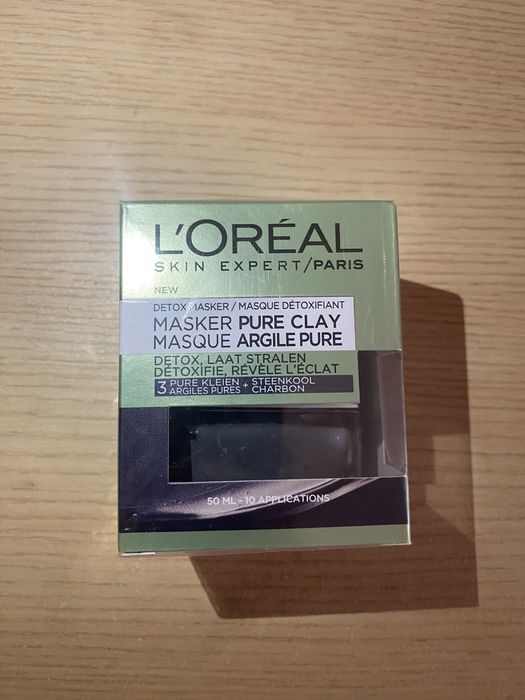 L'ORÉAL
SKIN EXPERT/PARIS
NEW
DETOX MASKER / MASQUE DÉTOXIFIANT
MASKER PURE CLAY
MASQUE ARGILE PURE
DETOX, LAAT STRALEN
DÉTOXIFIE, RÉVÈLE L'ÉCLAT
3 PURE KLEIEN + STEENKOOL
ARGILES PURES CHARBON
50 ML - 10 APPLICATIONS